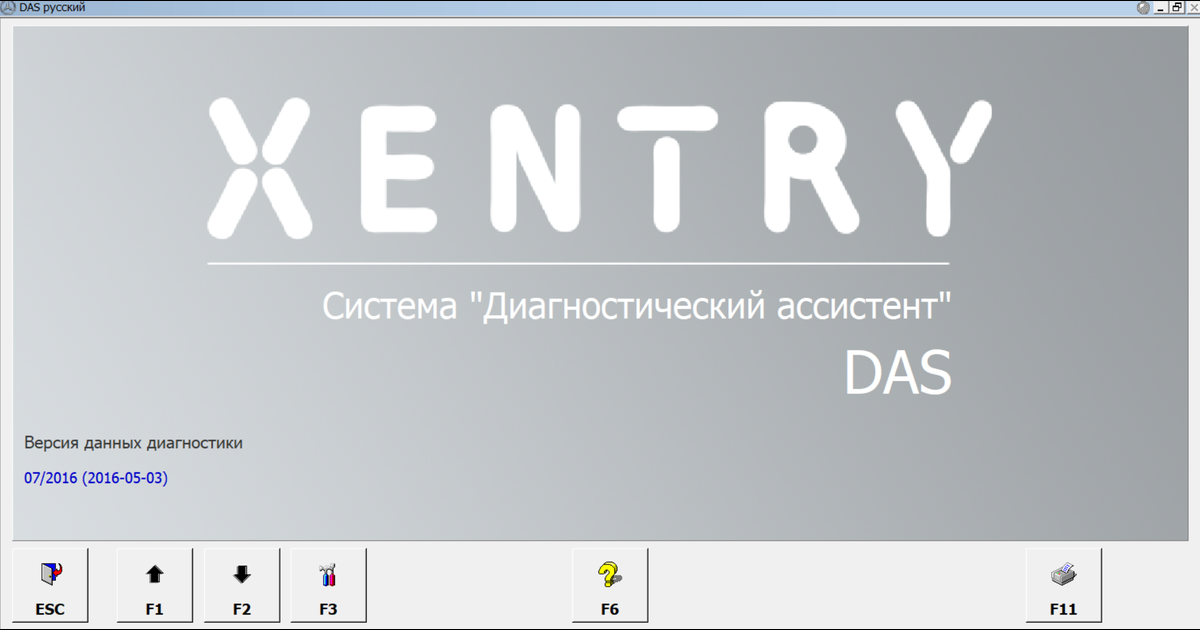 DAS русский
XENTRY
Система "Диагностический ассистент"
DAS
Версия данных диагностики
07/2016 (2016-05-03)
ESC
F1
F2
F3
F6
F11